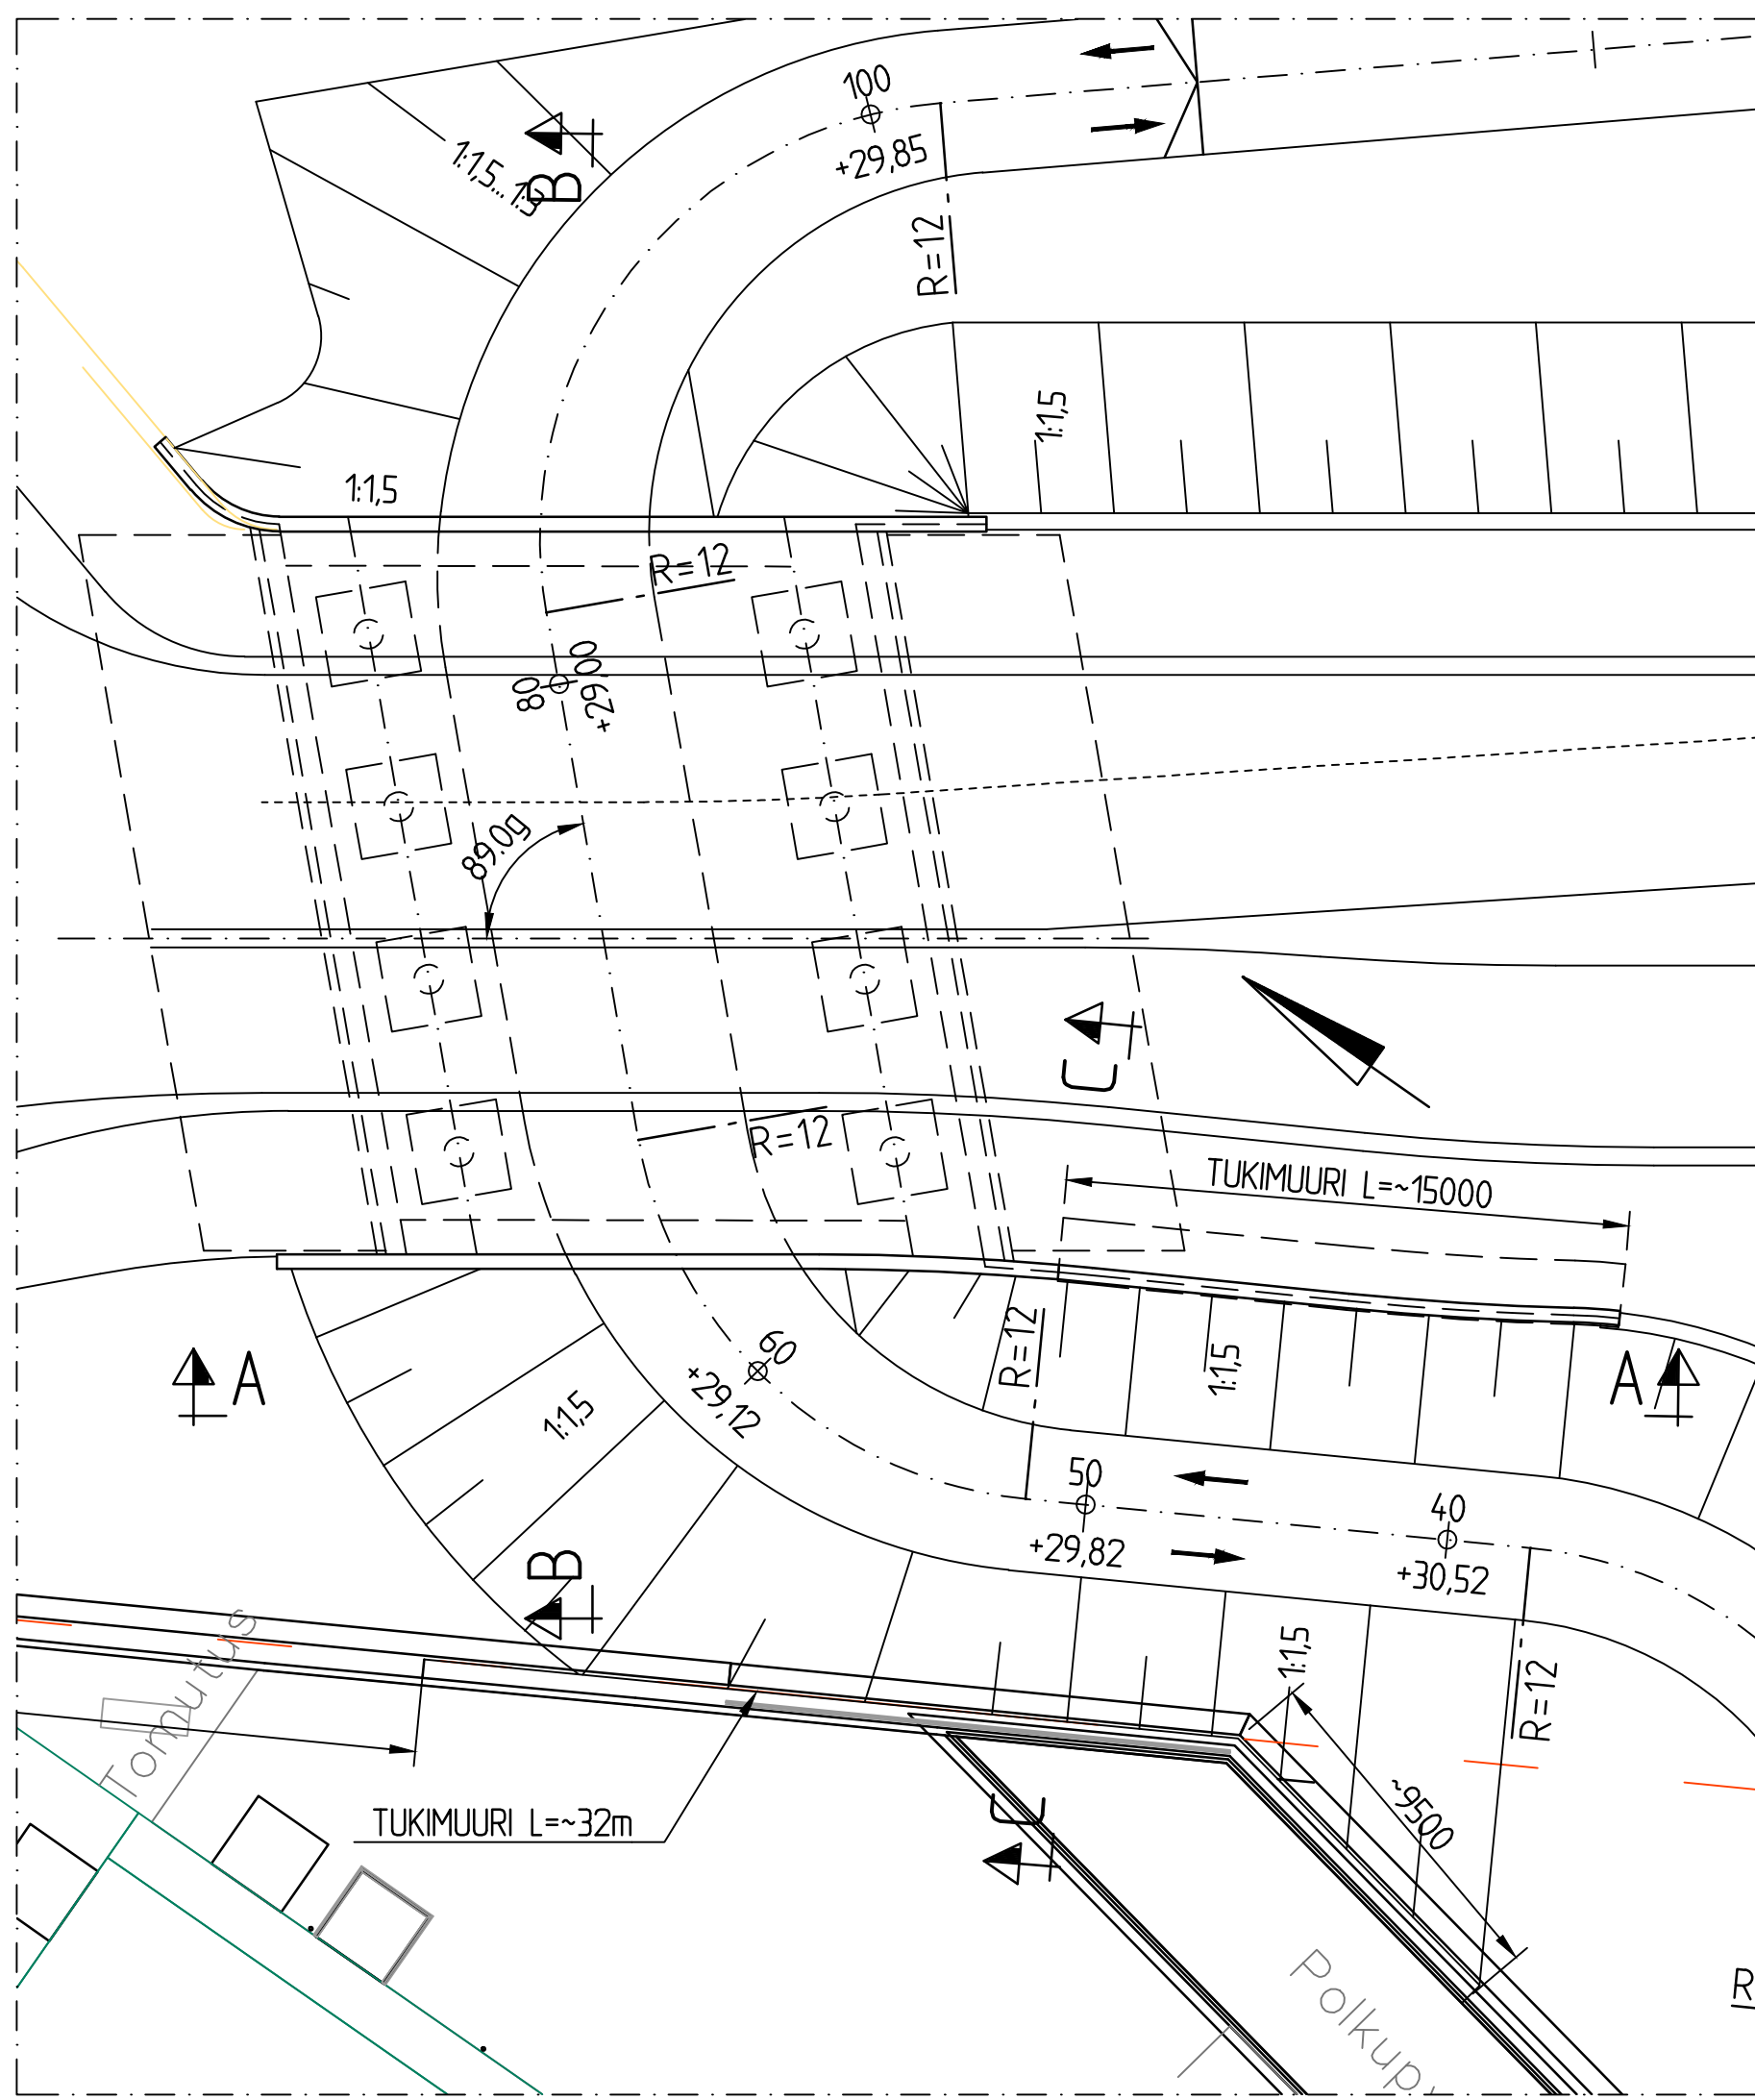 100
+29,85
1:1,5...1:3
B
R=12
1:1,5
1:1,5
R=12
80
+29,00
89.0g
C
R=12
TUKIMUURI L=~15000
R=12
60
+29,12
1:1,5
A
A
1:1,5
50
+29,82
40
+30,52
B
Tomutus
1:1,5
R=12
~9500
C
TUKIMUURI L=~32m
R